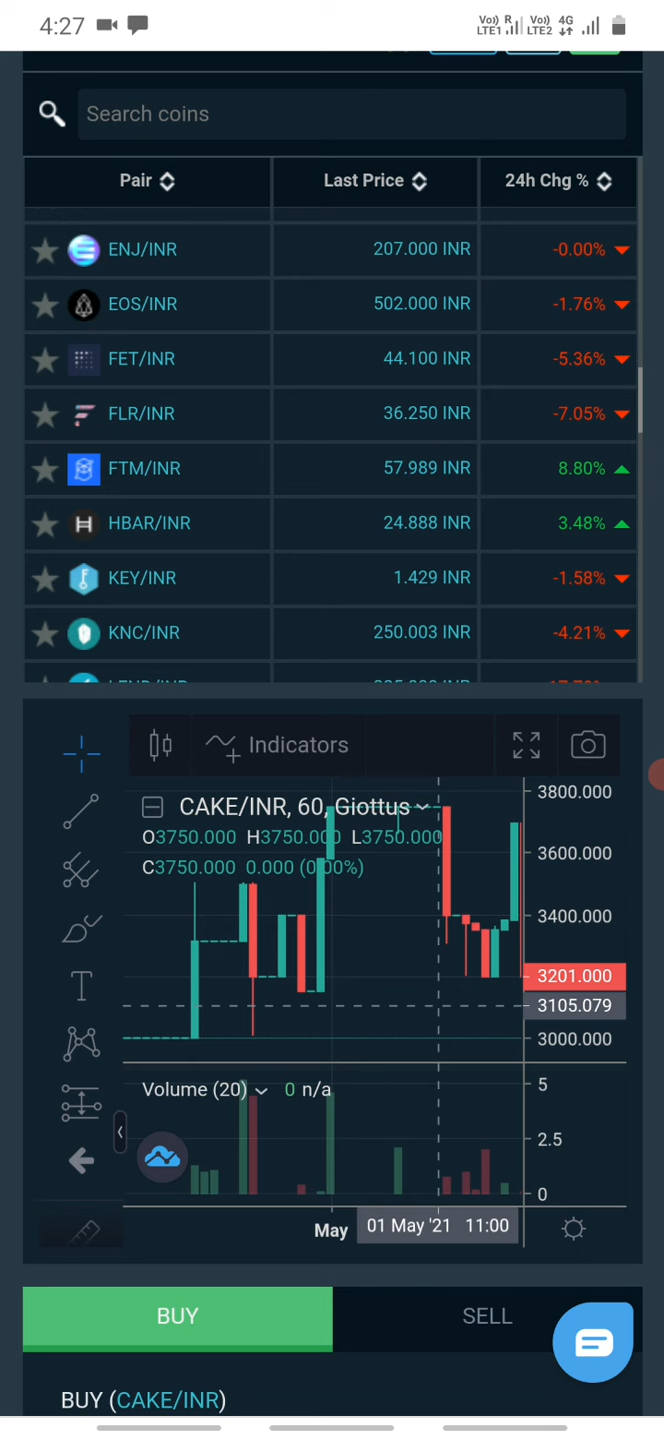 4:27 Vo) R LTE1 Vo) LTE2 4G
Search coins
Pair Last Price 24h Chg %
ENJ/INR 207.000 INR -0.00%
EOS/INR 502.000 INR -1.76%
FET/INR 44.100 INR -5.36%
FLR/INR 36.250 INR -7.05%
FTM/INR 57.989 INR 8.80%
HBAR/INR 24.888 INR 3.48%
KEY/INR 1.429 INR -1.58%
KNC/INR 250.003 INR -4.21%
Indicators
CAKE/INR, 60, Giottus
O3750.000 H3750.000 L3750.000
C3750.000 0.000 (0.00%)
3800.000
3600.000
3400.000
3201.000
3105.079
3000.000
Volume (20) 0 n/a
5
2.5
0
May 01 May '21 11:00
BUY SELL
BUY (CAKE/INR)